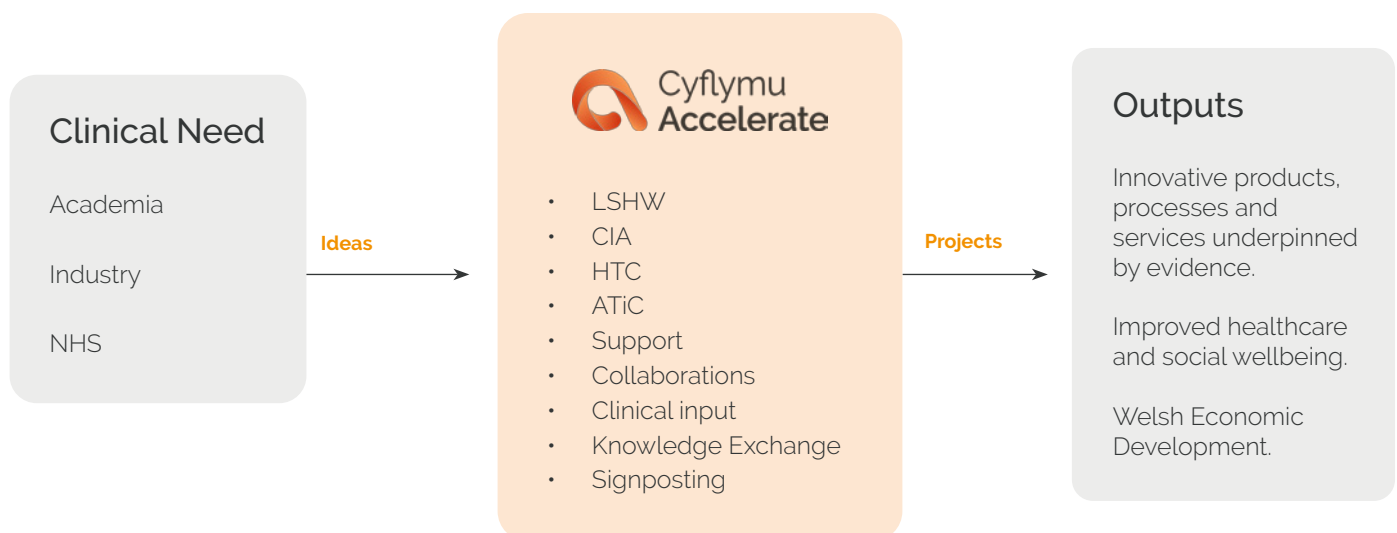 Clinical Need
Academia
Industry
NHS
Ideas
Cyflymu
Accelerate
• LSHW
• CIA
• HTC
• ATiC
• Support
• Collaborations
• Clinical input
• Knowledge Exchange
• Signposting
Projects
Outputs
Innovative products,
processes and
services underpinned
by evidence.
Improved healthcare
and social wellbeing.
Welsh Economic
Development.